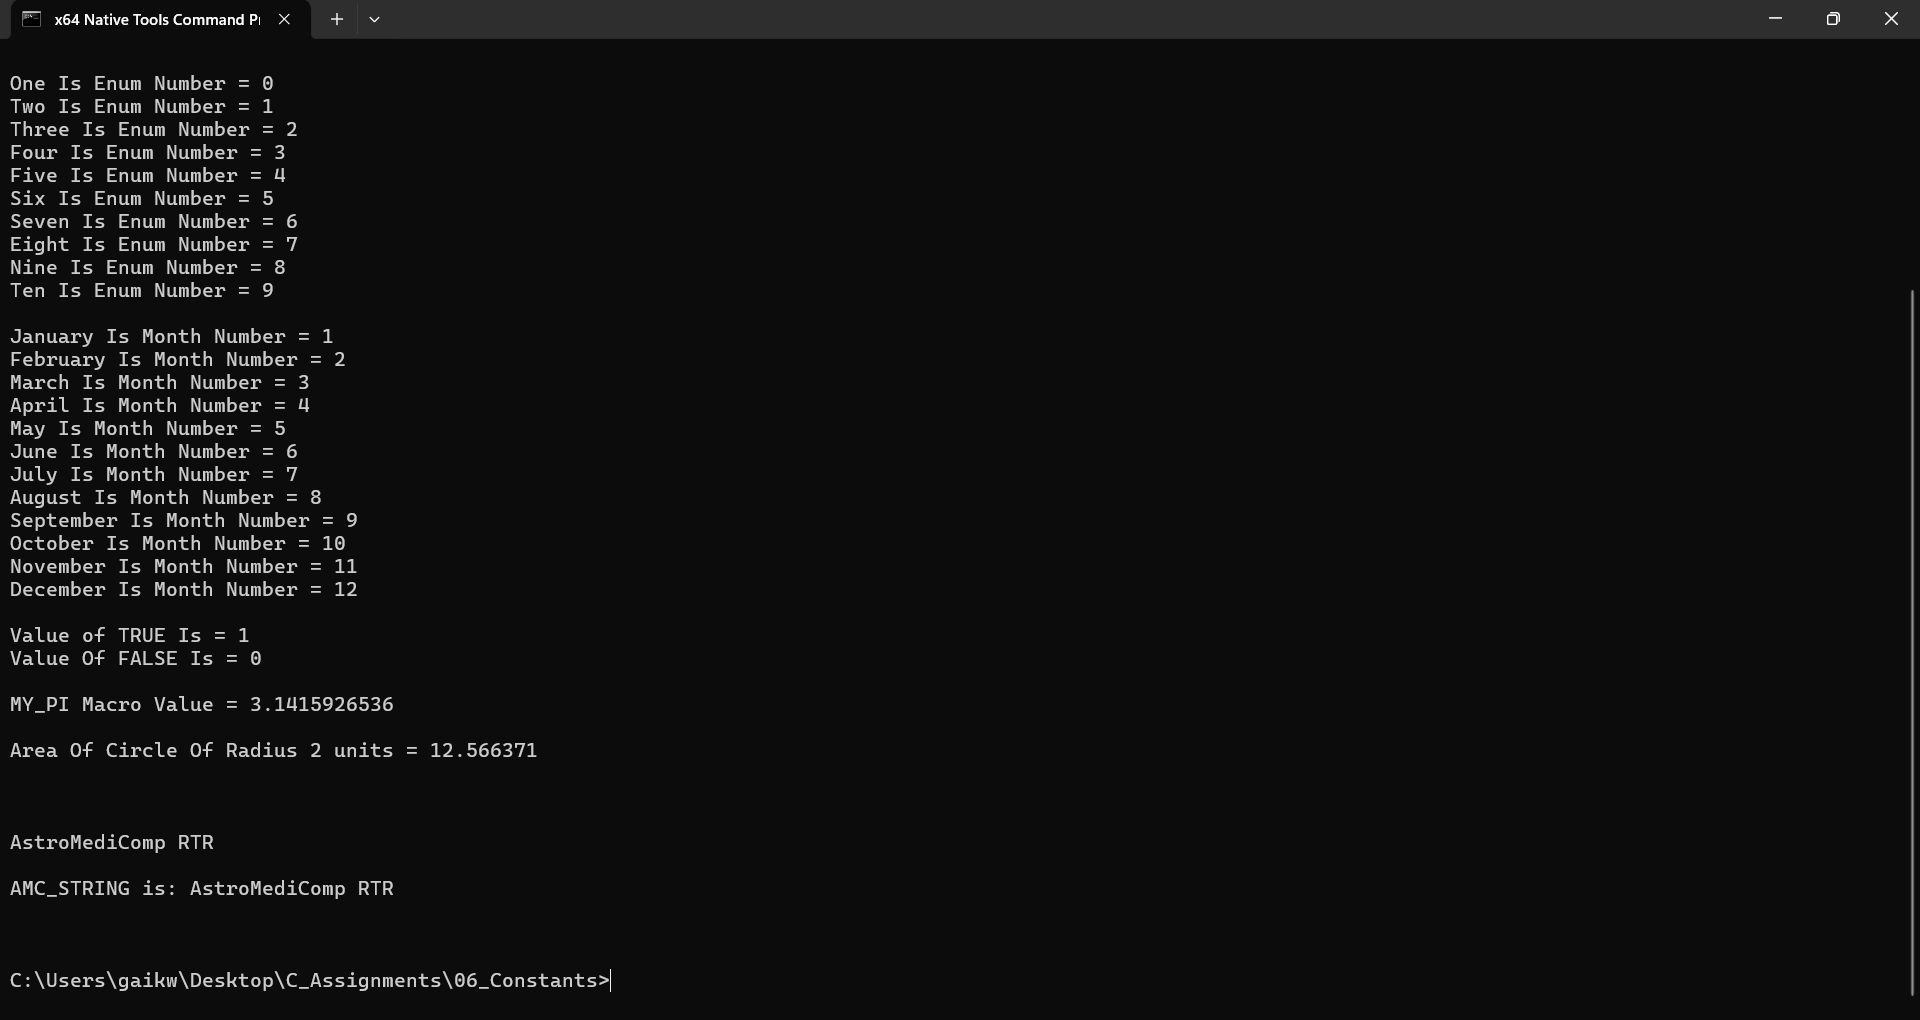 x64 Native Tools Command P
One Is Enum Number = 0
Two Is Enum Number = 1
Three Is Enum Number = 2
Four Is Enum Number = 3
Five Is Enum Number = 4
Six Is Enum Number = 5
Seven Is Enum Number = 6
Eight Is Enum Number = 7
Nine Is Enum Number = 8
Ten Is Enum Number = 9
January Is Month Number = 1
February Is Month Number = 2
March Is Month Number = 3
April Is Month Number = 4
May Is Month Number = 5
June Is Month Number = 6
July Is Month Number = 7
August Is Month Number = 8
September Is Month Number = 9
October Is Month Number = 10
November Is Month Number = 11
December Is Month Number = 12
Value of TRUE Is = 1
Value Of FALSE Is = 0
MY_PI Macro Value = 3.1415926536
Area Of Circle Of Radius 2 units = 12.566371
AstroMediComp RTR
AMC_STRING is: AstroMediComp RTR
C:\Users\gaikw\Desktop\C_Assignments\06_Constants>